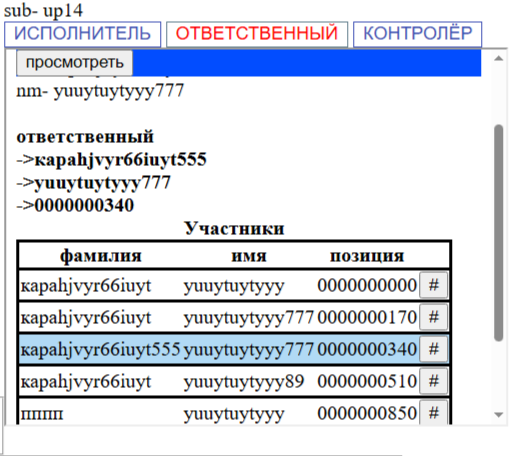 sub- up14
ИСПОЛНИТЕЛЬ ОТВЕТСТВЕННЫЙ КОНТРОЛЁР
просмотреть
nm- yuuytuytyyy777
ответственный
->карahjvyr66iuyt555
->yuuytuytyyy777
->0000000340
Участники
фамилия имя позиция
карahjvyr66iuyt yuuytuytyyy 0000000000 #
карahjvyr66iuyt yuuytuytyyy777 0000000170 #
карahjvyr66iuyt555 yuuytuytyyy777 0000000340 #
карahjvyr66iuyt yuuytuytyyy89 0000000510 #
пппп yuuytuytyyy 0000000850 #